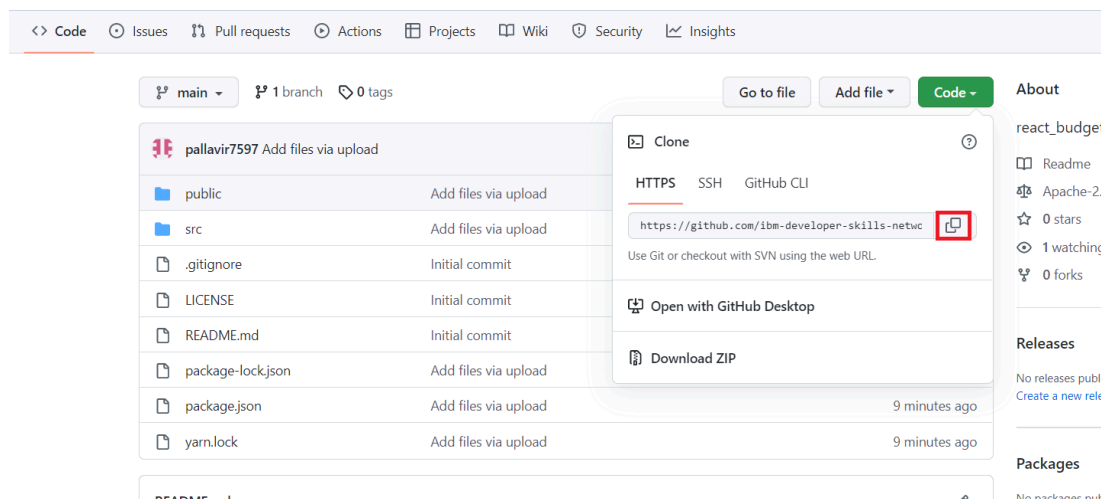 Code Issues Pull requests Actions Projects Wiki Security Insights
main 1 branch 0 tags Go to file Add file Code
pallavir7597 Add files via upload
public Add files via upload
src Add files via upload
.gitignore Initial commit
LICENSE Initial commit
README.md Initial commit
package-lock.json Add files via upload
package.json Add files via upload 9 minutes ago
yarn.lock Add files via upload 9 minutes ago
Clone
HTTPS SSH GitHub CLI
https://github.com/ibm-developer-skills-netwo
Use Git or checkout with SVN using the web URL.
Open with GitHub Desktop
Download ZIP
About
react_budget
Readme
Apache-2.
0 stars
1 watching
0 forks
Releases
No releases publ
Create a new rele
Packages
No packages publ
README.md